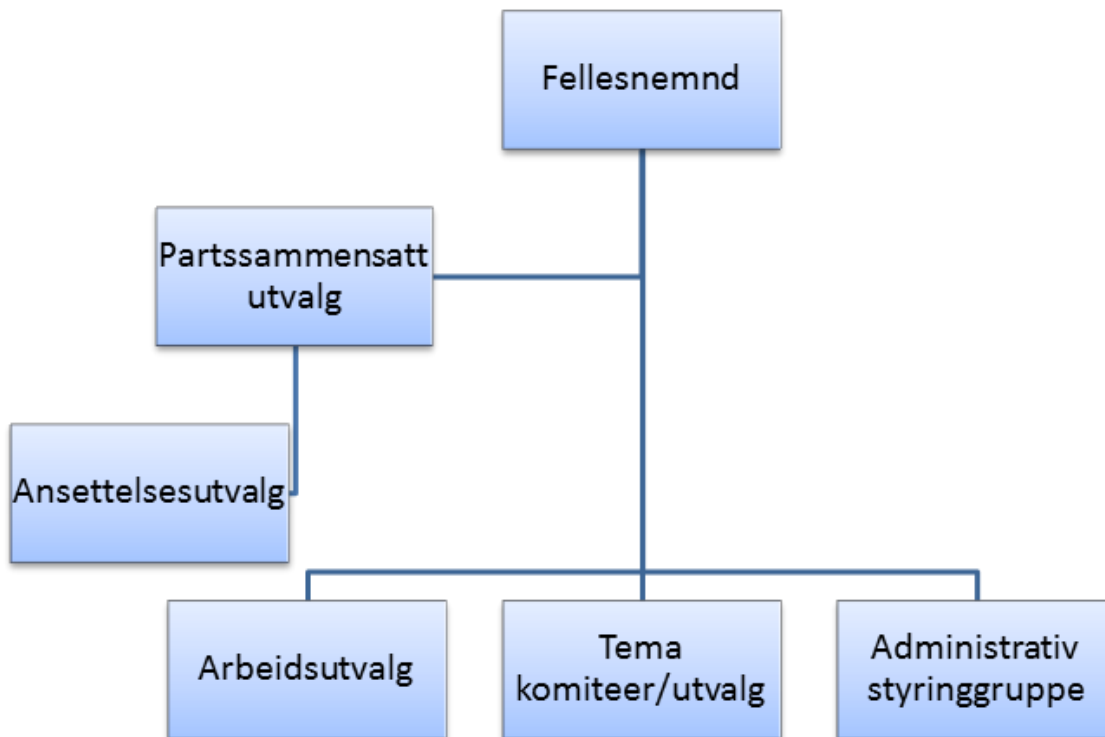 Fellesnemnd
Partssammensatt
utvalg
Ansettelsesutvalg
Arbeidsutvalg
Tema
komiteer/utvalg
Administrativ
styringgruppe